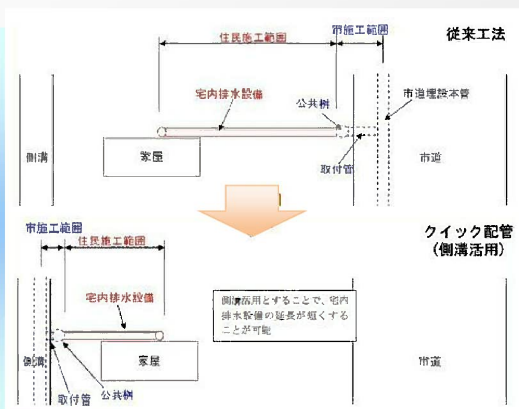 従来工法
住民施工範囲
市施工範囲
宅内排水設備
公共桝
市道埋設本管
取付管
側溝
家屋
市道
クイック配管
（側溝活用）
市施工範囲
住民施工範囲
宅内排水設備
側溝活用とすることで、宅内
排水設備の延長が短くする
ことが可能
側溝
家屋
市道
取付管
公共桝